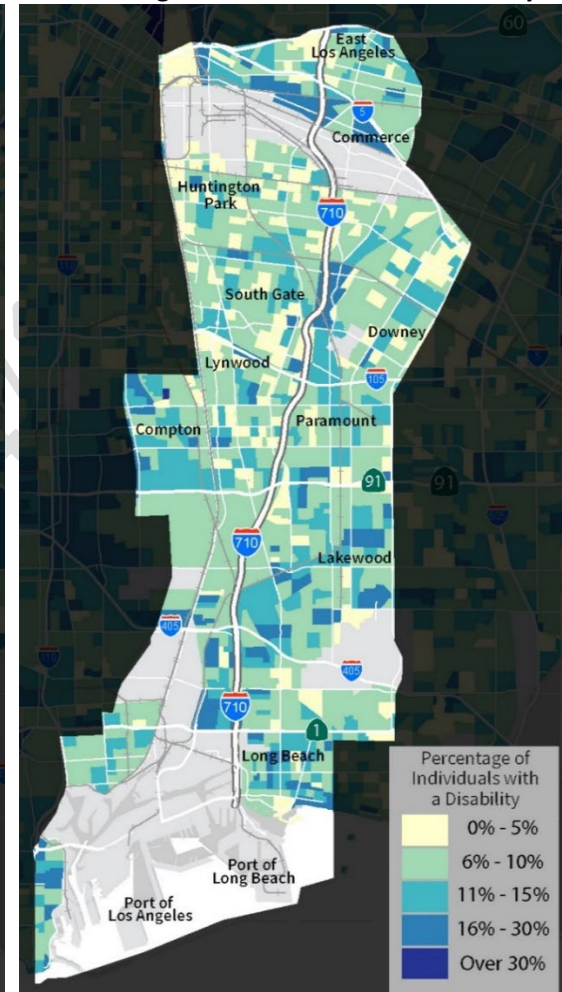 60
East
Los Angeles
5
Commerce
Huntington
Park
710
South Gate
Downey
Lynwood
105
Compton
Paramount
91
91
710
Lakewood
405
405
710
1
Long Beach
Port of
Long Beach
Port of
Los Angeles
Percentage of
Individuals with
a Disability
0% - 5%
6% - 10%
11% - 15%
16% - 30%
Over 30%